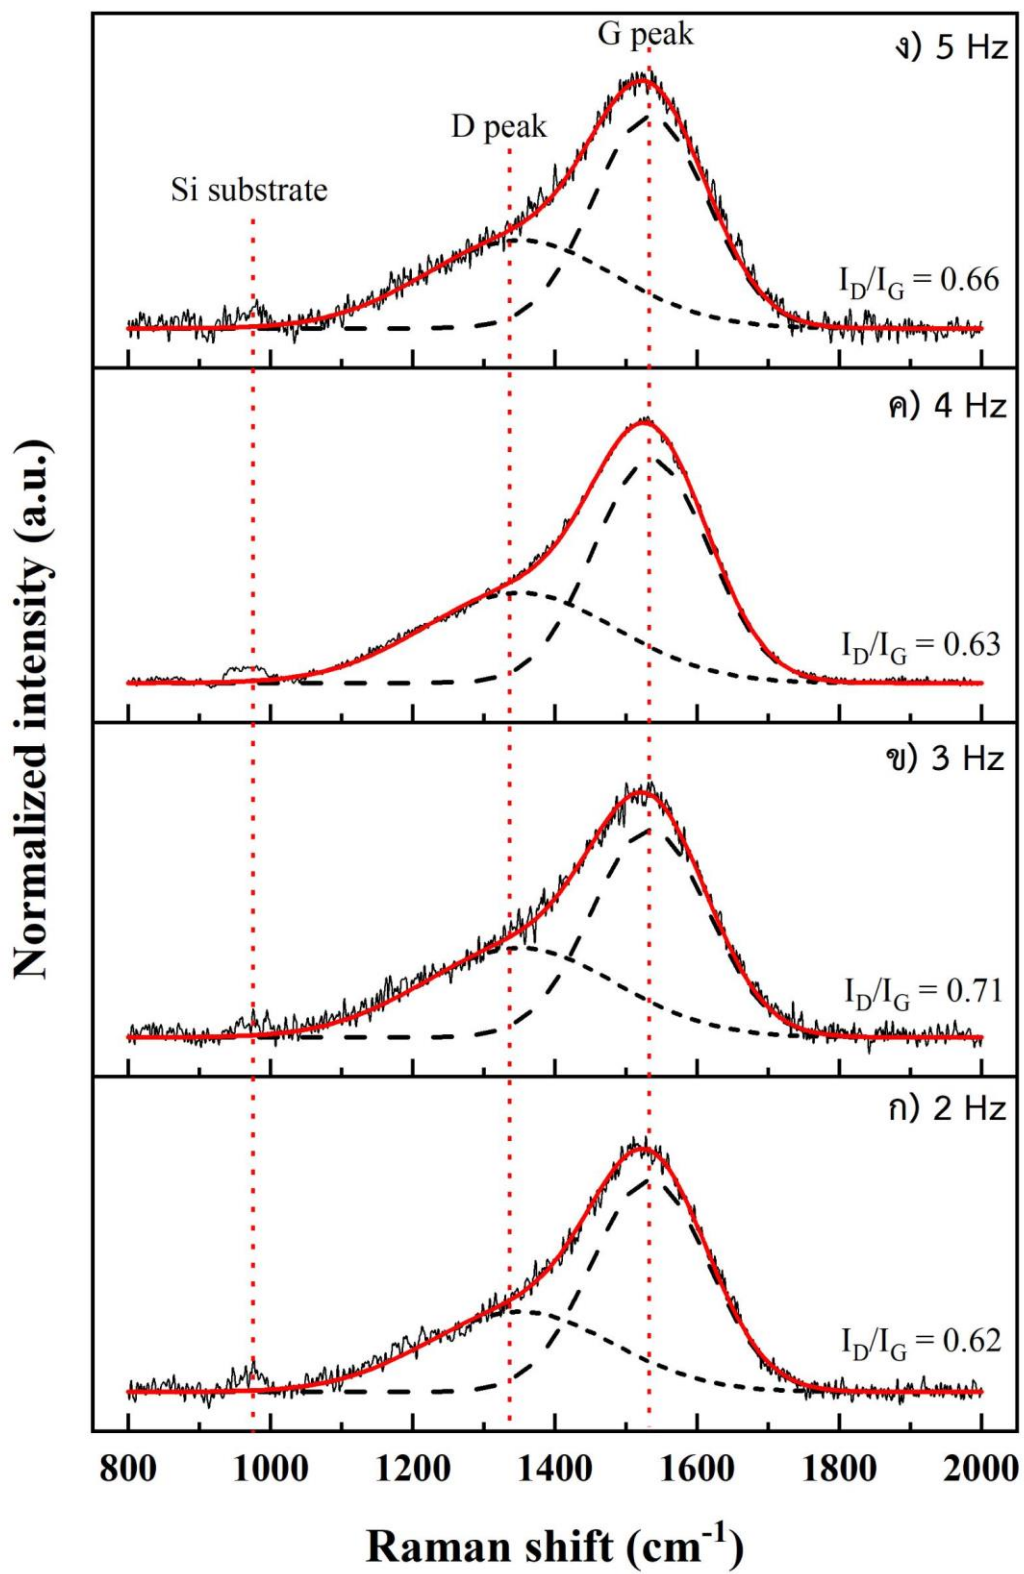 G peak
ง) 5 Hz
D peak
Si substrate
I_D/I_G = 0.66
ค) 4 Hz
I_D/I_G = 0.63
ข) 3 Hz
I_D/I_G = 0.71
ก) 2 Hz
I_D/I_G = 0.62
Normalized intensity (a.u.)
800 1000 1200 1400 1600 1800 2000
Raman shift (cm⁻¹)